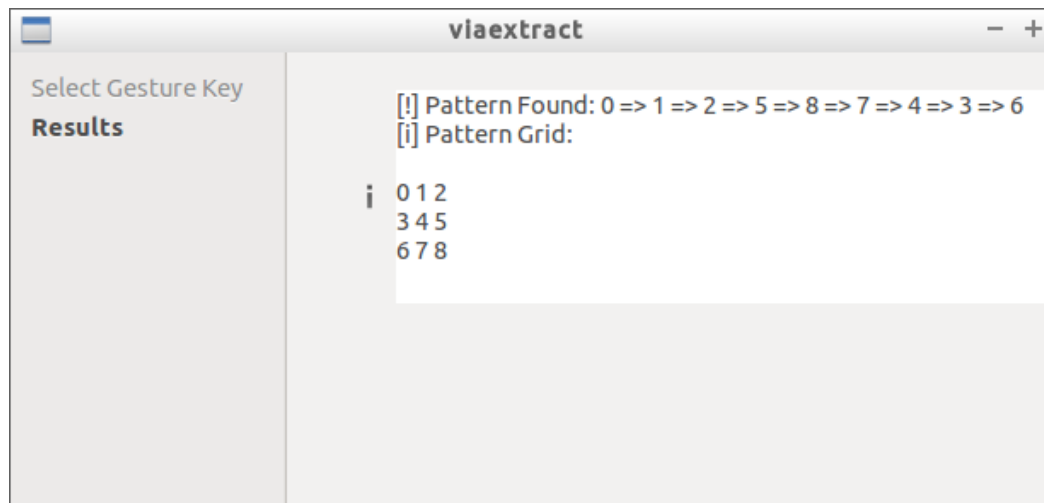 viaextract
Select Gesture Key
Results
[!] Pattern Found: 0 => 1 => 2 => 5 => 8 => 7 => 4 => 3 => 6
[i] Pattern Grid:
i
0 1 2
3 4 5
6 7 8